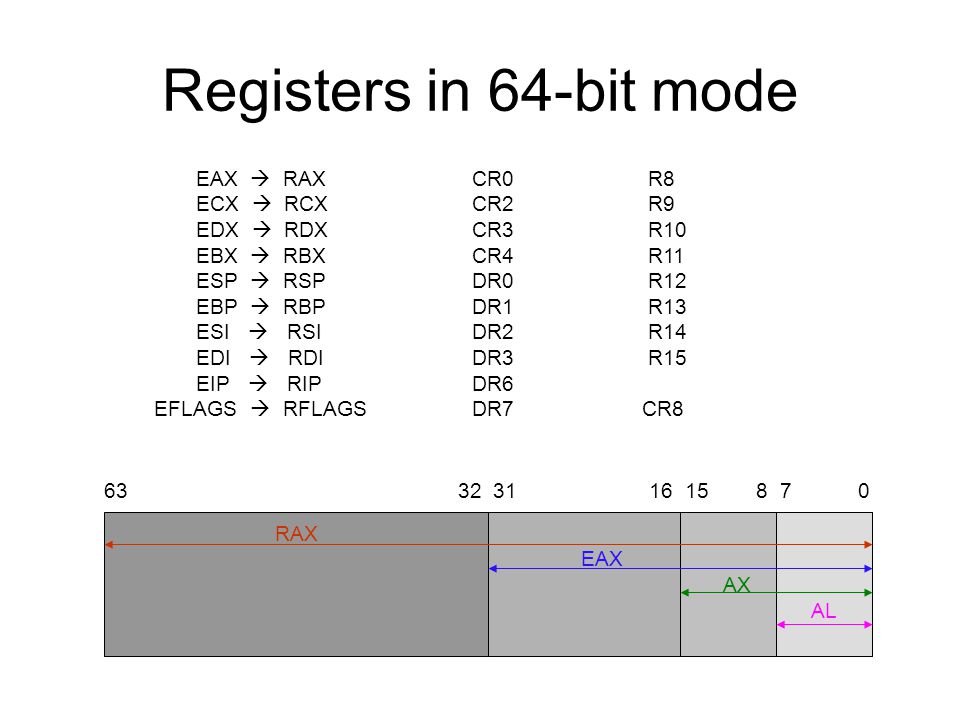 Registers in 64-bit mode
EAX → RAX CR0 R8
ECX → RCX CR2 R9
EDX → RDX CR3 R10
EBX → RBX CR4 R11
ESP → RSP DR0 R12
EBP → RBP DR1 R13
ESI → RSI DR2 R14
EDI → RDI DR3 R15
EIP → RIP DR6
EFLAGS → RFLAGS DR7 CR8
63 32 31 16 15 8 7 0
RAX
EAX
AX
AL